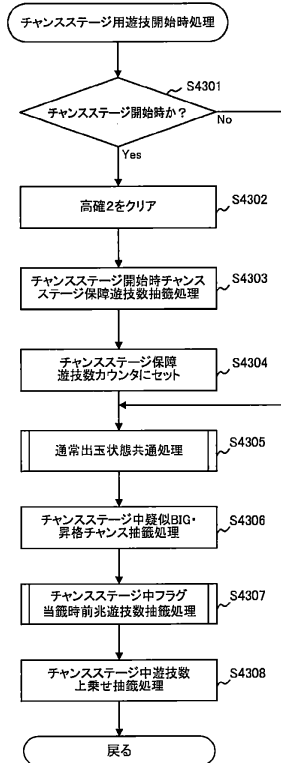 チャンスステージ用遊技開始時処理
S4301
チャンスステージ開始時か?
No
Yes
S4302
高確2をクリア
S4303
チャンスステージ開始時チャンス
ステージ保障遊技数抽籤処理
S4304
チャンスステージ保障
遊技数カウンタにセット
S4305
通常出玉状態共通処理
S4306
チャンスステージ中疑似BIG・
昇格チャンス抽籤処理
S4307
チャンスステージ中フラグ
当籤時前兆遊技数抽籤処理
S4308
チャンスステージ中遊技数
上乗せ抽籤処理
戻る